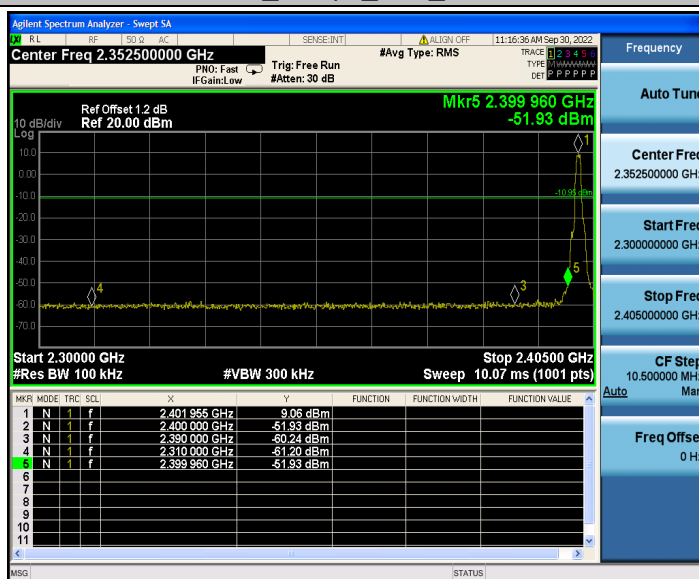 Agilent Spectrum Analyzer - Swept SA
RL RF 50 Ω AC SENSE:INT ALIGN OFF 11:16:36 AM Sep 30, 2022
Center Freq 2.352500000 GHz #Avg Type: RMS TRACE 1 2 3 4 5 6
PNO: Fast Trig: Free Run TYPE
IFGain:Low #Atten: 30 dB DET P P P P P P
Mkr5 2.399 960 GHz
-51.93 dBm
Ref Offset 1.2 dB
10 dB/div Ref 20.00 dBm
Log
10.0
0.00
-10.0
-20.0
-30.0
-40.0
-50.0
-60.0
-70.0
1
-10.95 dBm
5
4
3
Start 2.30000 GHz Stop 2.40500 GHz
#Res BW 100 kHz #VBW 300 kHz Sweep 10.07 ms (1001 pts)
MKR MODE TRC SCL X Y FUNCTION FUNCTION WIDTH FUNCTION VALUE
1 N 1 f 2.401 955 GHz 9.06 dBm
2 N 1 f 2.400 000 GHz -51.93 dBm
3 N 1 f 2.390 000 GHz -60.24 dBm
4 N 1 f 2.310 000 GHz -61.20 dBm
5 N 1 f 2.399 960 GHz -51.93 dBm
6
7
8
9
10
11
MSG STATUS
Frequency
Auto Tune
Center Freq
2.352500000 GH
Start Freq
2.300000000 GH
Stop Freq
2.405000000 GH
CF Step
10.500000 MH
Auto Man
Freq Offse
0 H